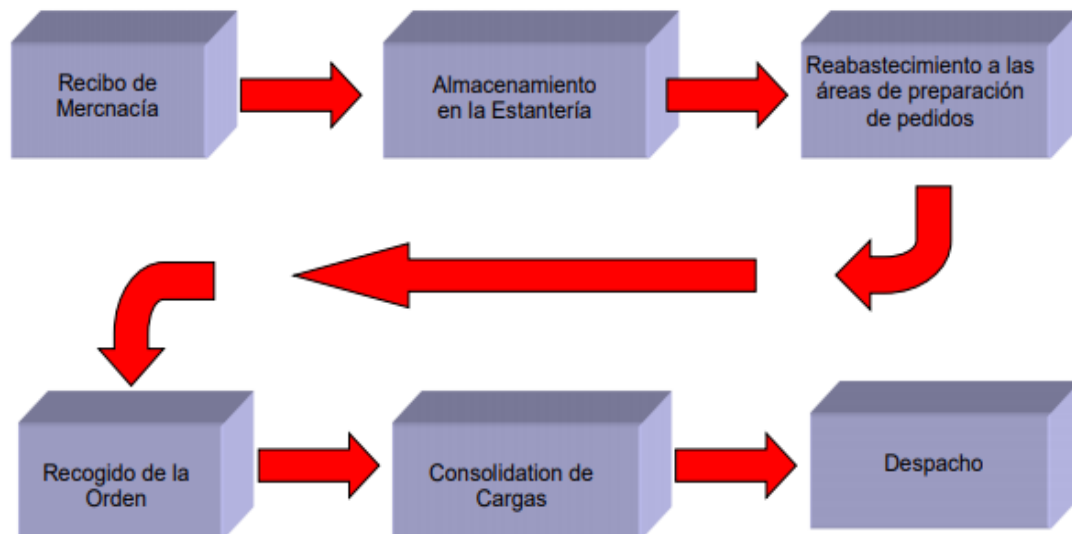 Recibo de
Mercnacía
Almacenamiento
en la Estantería
Reabastecimiento a las
áreas de preparación
de pedidos
Recogido de la
Orden
Consolidation de
Cargas
Despacho